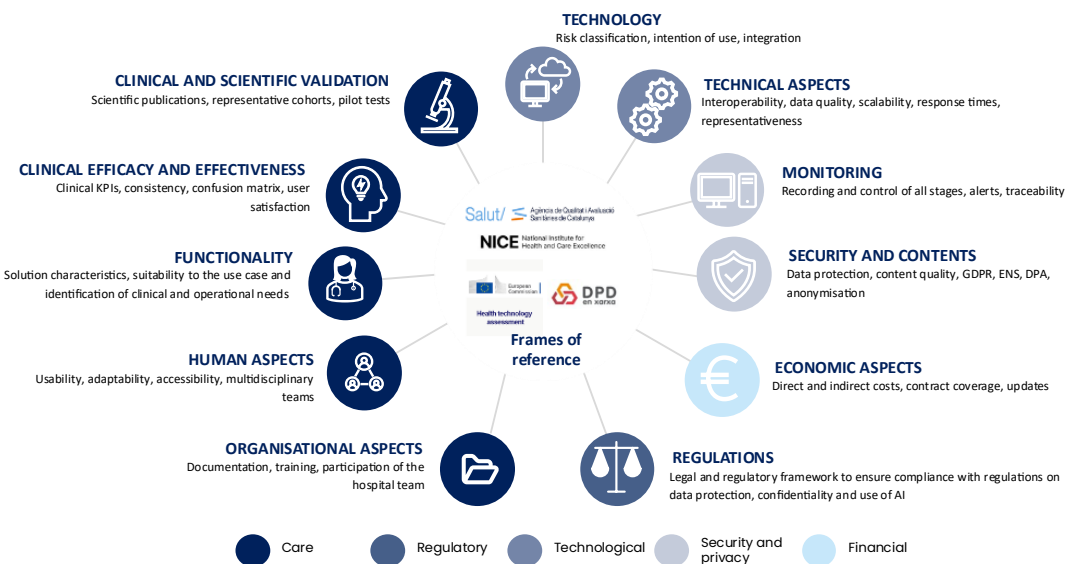 TECHNOLOGY
Risk classification, intention of use, integration
CLINICAL AND SCIENTIFIC VALIDATION
Scientific publications, representative cohorts, pilot tests
TECHNICAL ASPECTS
Interoperability, data quality, scalability, response times,
representativeness
CLINICAL EFFICACY AND EFFECTIVENESS
Clinical KPIs, consistency, confusion matrix, user
satisfaction
MONITORING
Recording and control of all stages, alerts, traceability
FUNCTIONALITY
Solution characteristics, suitability to the use case and
identification of clinical and operational needs
SECURITY AND CONTENTS
Data protection, content quality, GDPR, ENS, DPA,
anonymisation
HUMAN ASPECTS
Usability, adaptability, accessibility, multidisciplinary
teams
ECONOMIC ASPECTS
Direct and indirect costs, contract coverage, updates
ORGANISATIONAL ASPECTS
Documentation, training, participation of the
hospital team
REGULATIONS
Legal and regulatory framework to ensure compliance with regulations on
data protection, confidentiality and use of AI
Salut/
Agència de Qualitat i Avaluació
Sanitàries de Catalunya
NICE
National Institute for
Health and Care Excellence
European
Commission
Health technology
assessment
DPD
en xarxa
Frames of
reference
Care
Regulatory
Technological
Security and
privacy
Financial